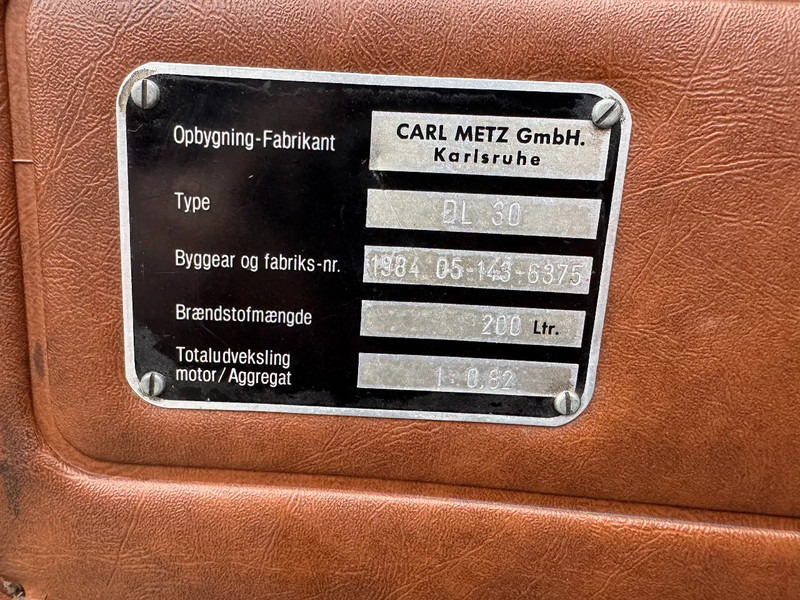 Opbygning-Fabrikant CARL METZ GmbH.
Karlsruhe
Type DL 30
Byggear og fabriks-nr. 1984 05-143-6375
Brændstofmængde 200 Ltr.
Totaludveksling
motor/Aggregat 1: 0.82